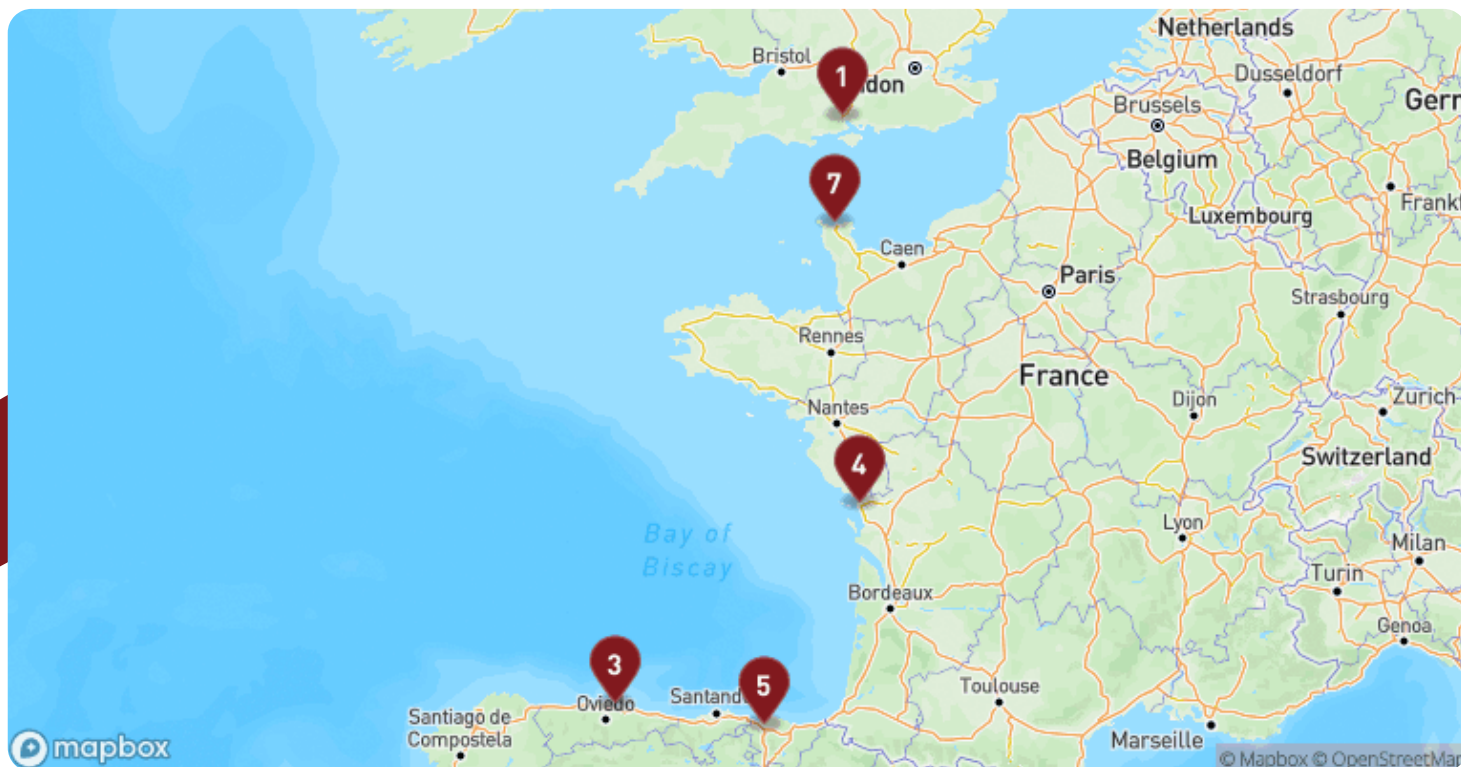 Netherlands
Bristol
1
don
Dusseldorf
Brussels
Gerr
Belgium
7
Frankf
Luxembourg
Caen
Paris
Strasbourg
Rennes
France
Nantes
Dijon
Zurich
4
Switzerland
Bay of
Biscay
Lyon
Milan
Turin
Bordeaux
Genoa
3
5
Toulouse
Santand
Oviedo
Santiago de
Compostela
Marseille
mapbox
© Mapbox © OpenStreetMap